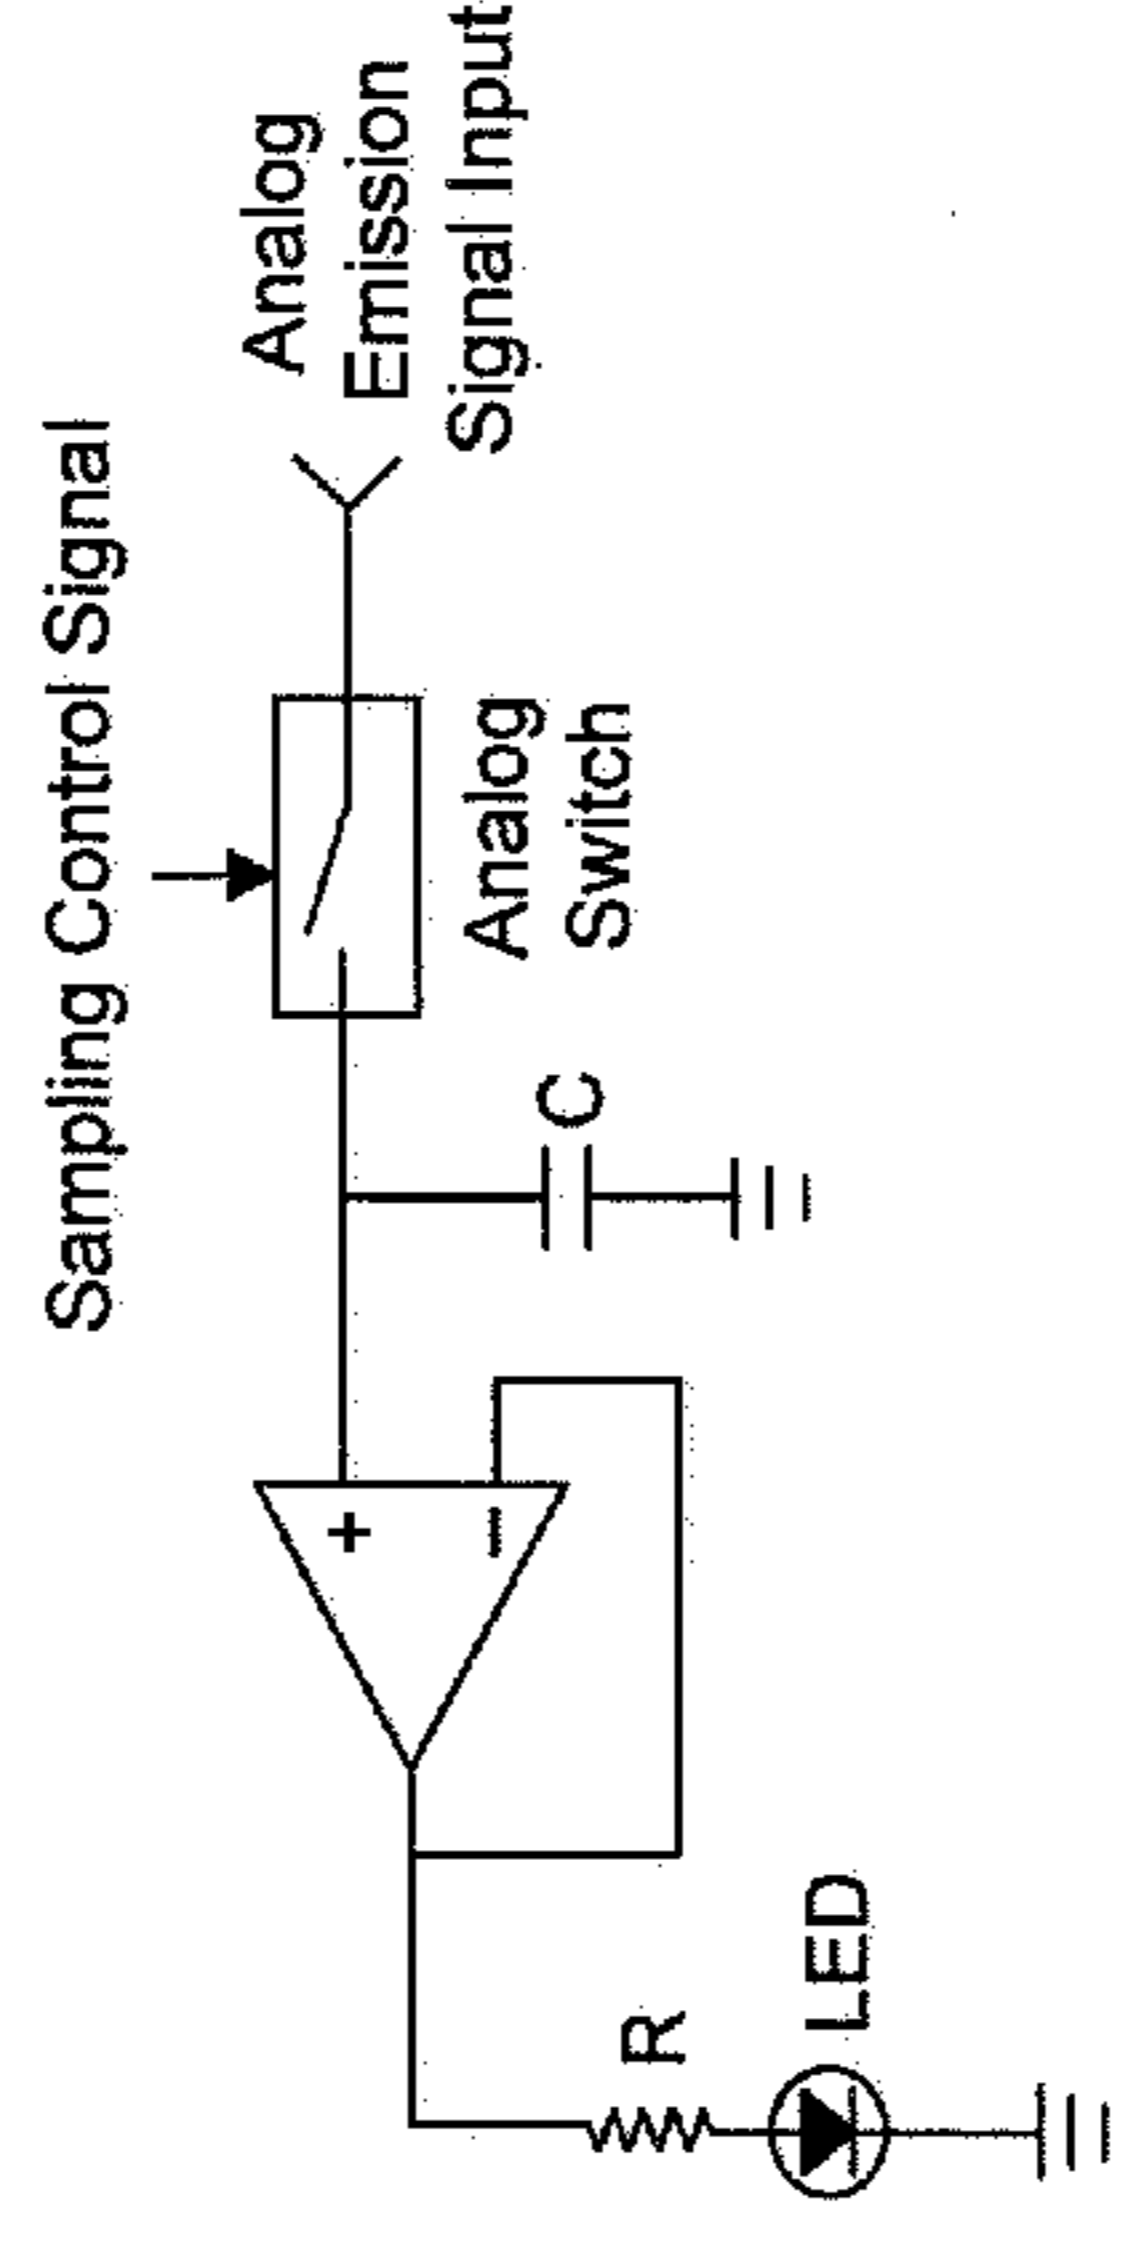 Sampling Control Signal
Analog
Emission
Signal Input
Analog
Switch
C
+
−
R
LED